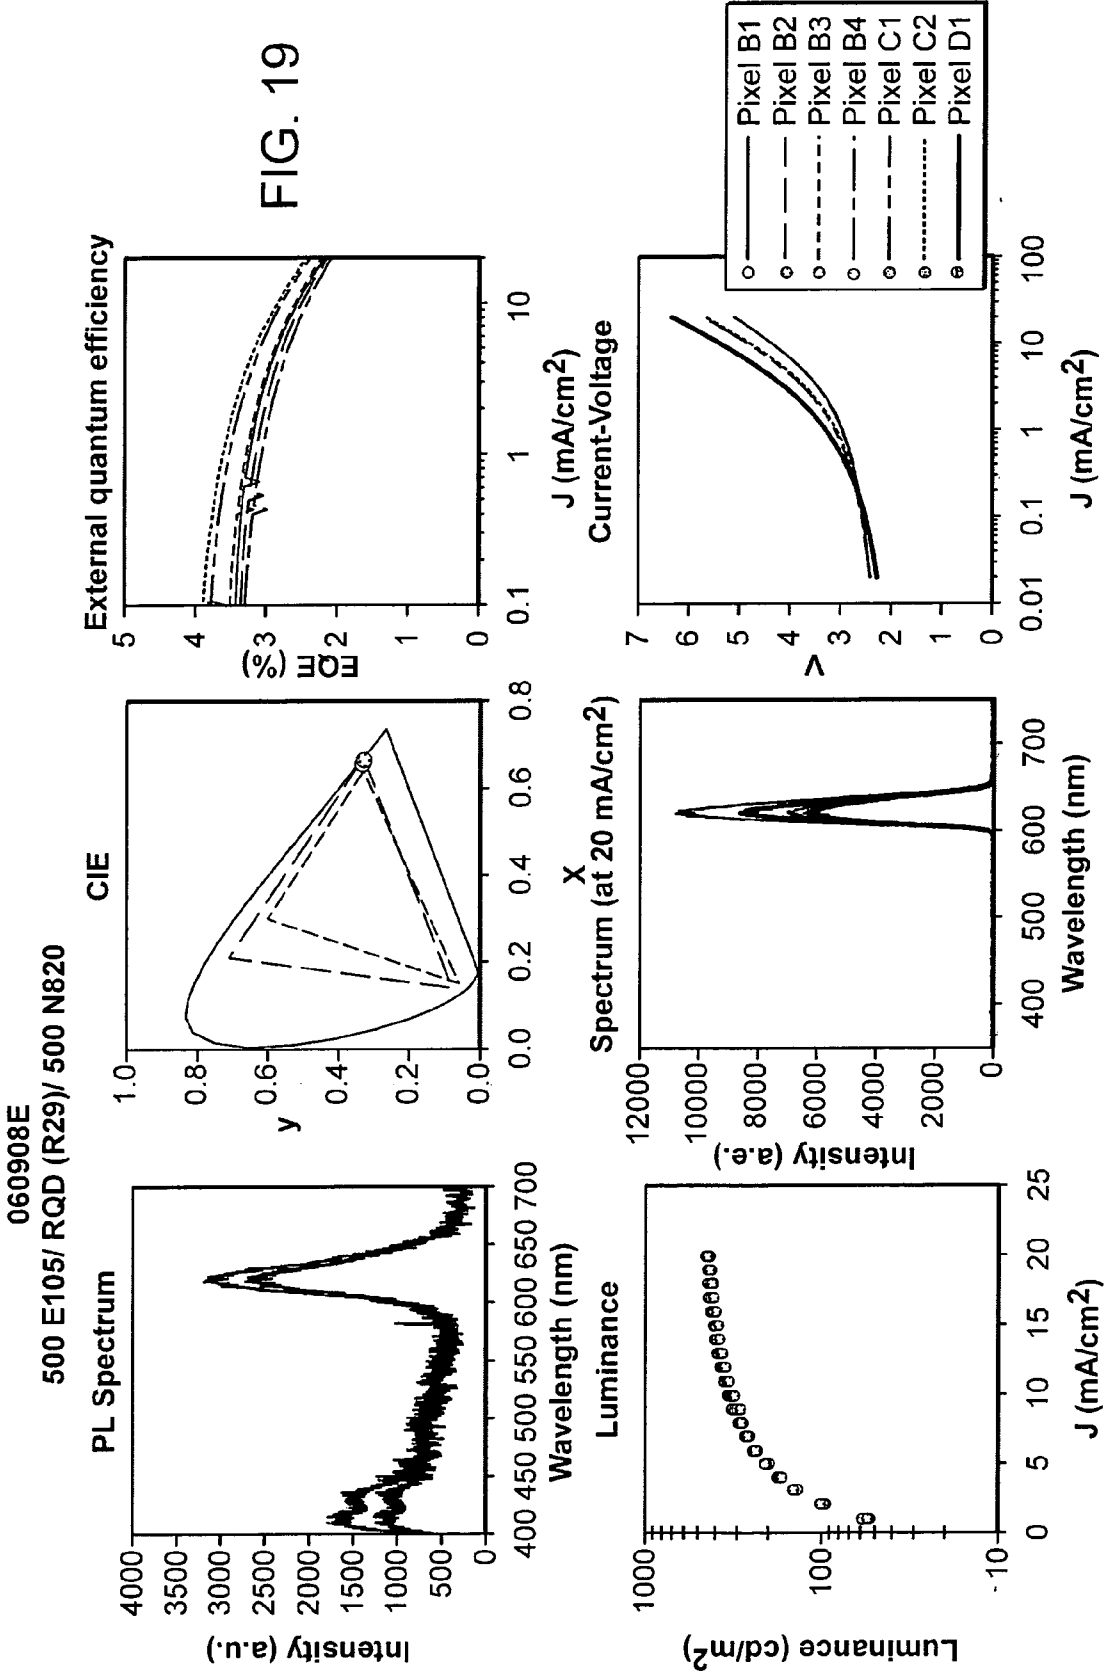 060908E
500 E105/ RQD (R29)/ 500 N820
FIG. 19
PL Spectrum
Intensity (a.u.)
4000
3500
3000
2500
2000
1500
1000
500
0
400 450 500 550 600 650 700
Wavelength (nm)
CIE
y
1.0
0.8
0.6
0.4
0.2
0.0
0.0 0.2 0.4 0.6 0.8
X
External quantum efficiency
EQE (%)
5
4
3
2
1
0
0.1 1 10
J (mA/cm²)
Luminance
Luminance (cd/m²)
1000
100
10
0 5 10 15 20 25
J (mA/cm²)
Spectrum (at 20 mA/cm²)
Intensity (a.e.)
12000
10000
8000
6000
4000
2000
0
400 500 600 700
Wavelength (nm)
Current-Voltage
V
7
6
5
4
3
2
1
0
0.01 0.1 1 10 100
J (mA/cm²)
Pixel B1
Pixel B2
Pixel B3
Pixel B4
Pixel C1
Pixel C2
Pixel D1